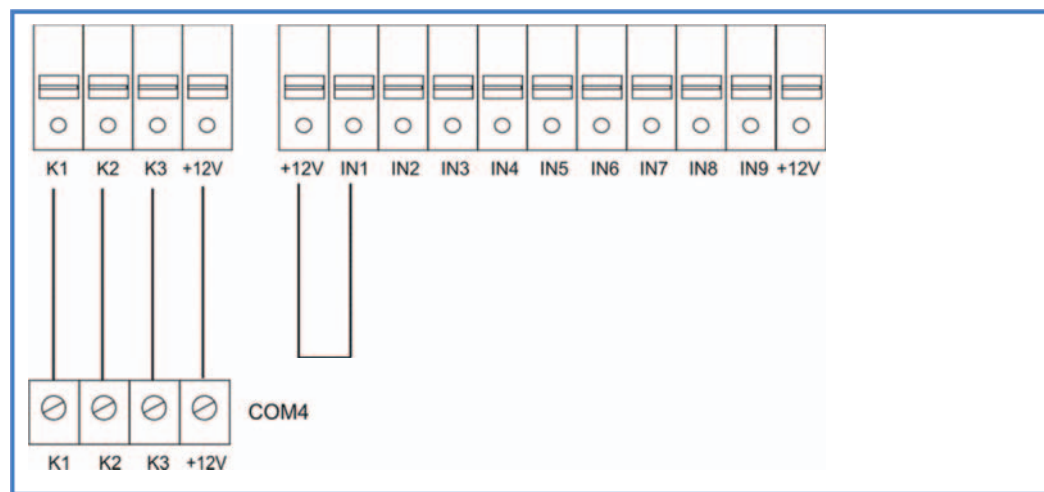 K1 K2 K3 +12V +12V IN1 IN2 IN3 IN4 IN5 IN6 IN7 IN8 IN9 +12V
COM4
K1 K2 K3 +12V